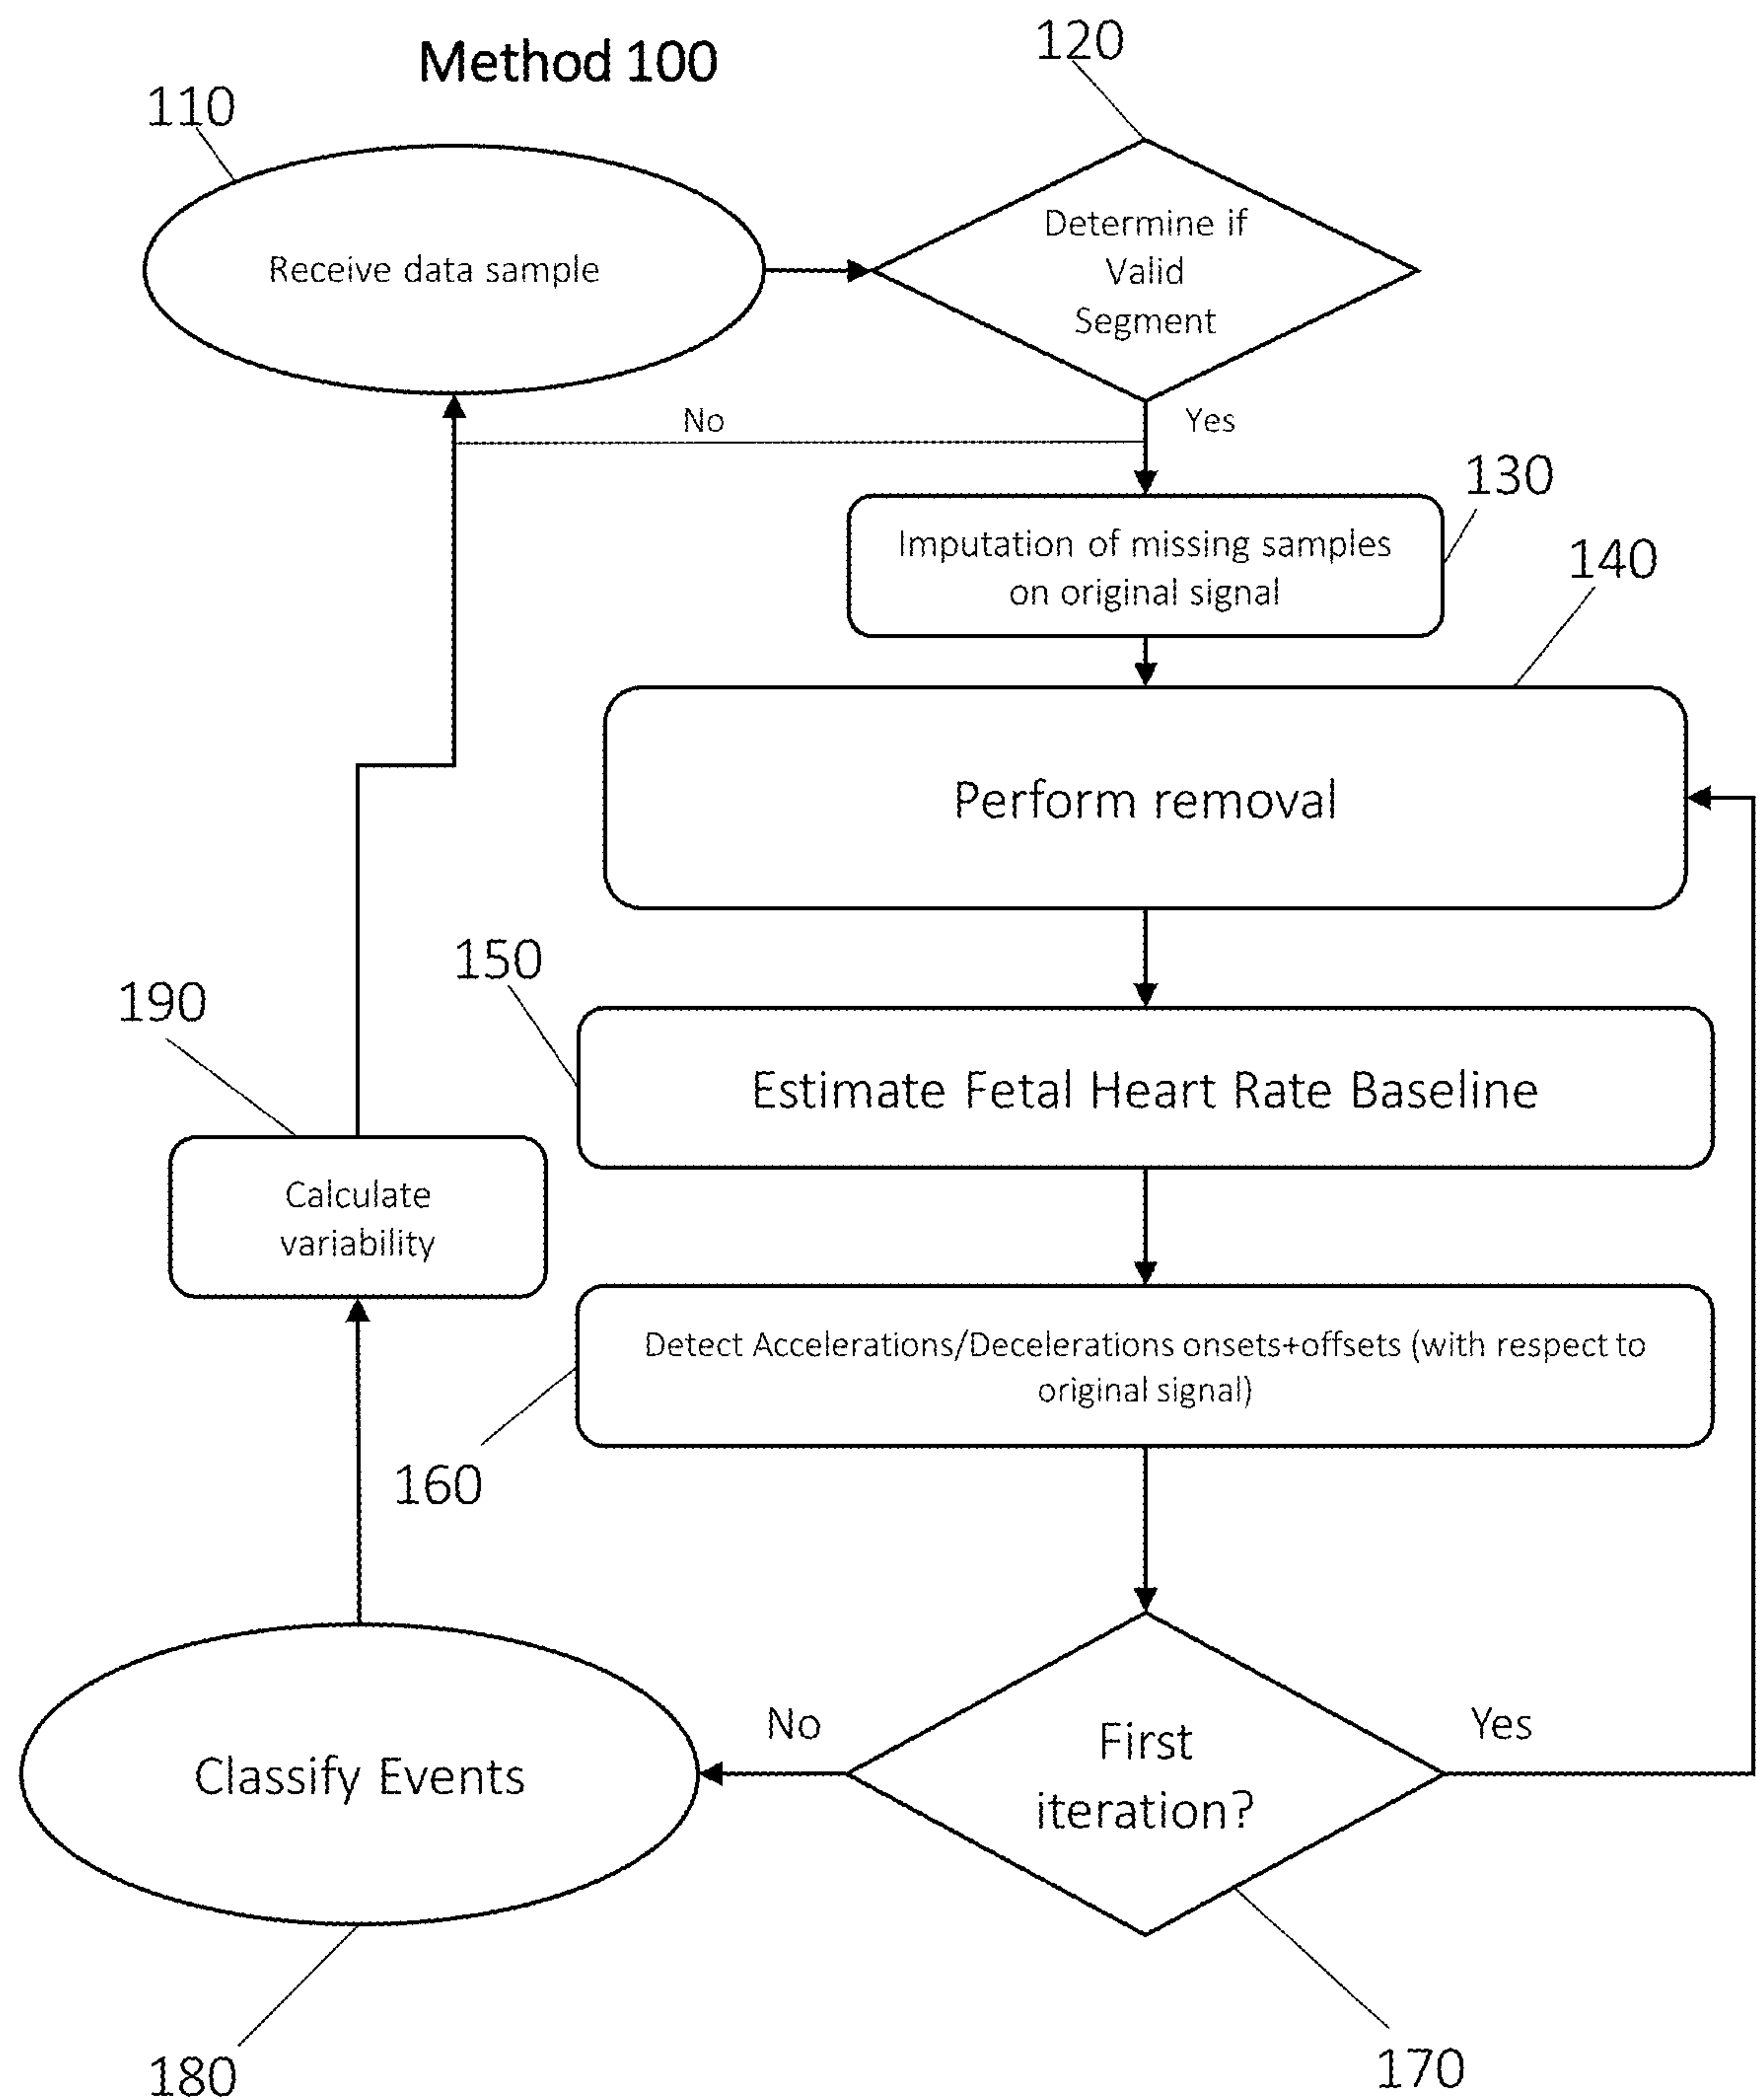 Method 100
120
110
Determine if
Valid
Segment
Receive data sample
No
Yes
130
Imputation of missing samples
on original signal
140
Perform removal
150
190
Estimate Fetal Heart Rate Baseline
Calculate
variability
Detect Accelerations/Decelerations onsets+offsets (with respect to
original signal)
160
No
Yes
First
iteration?
Classify Events
180
170